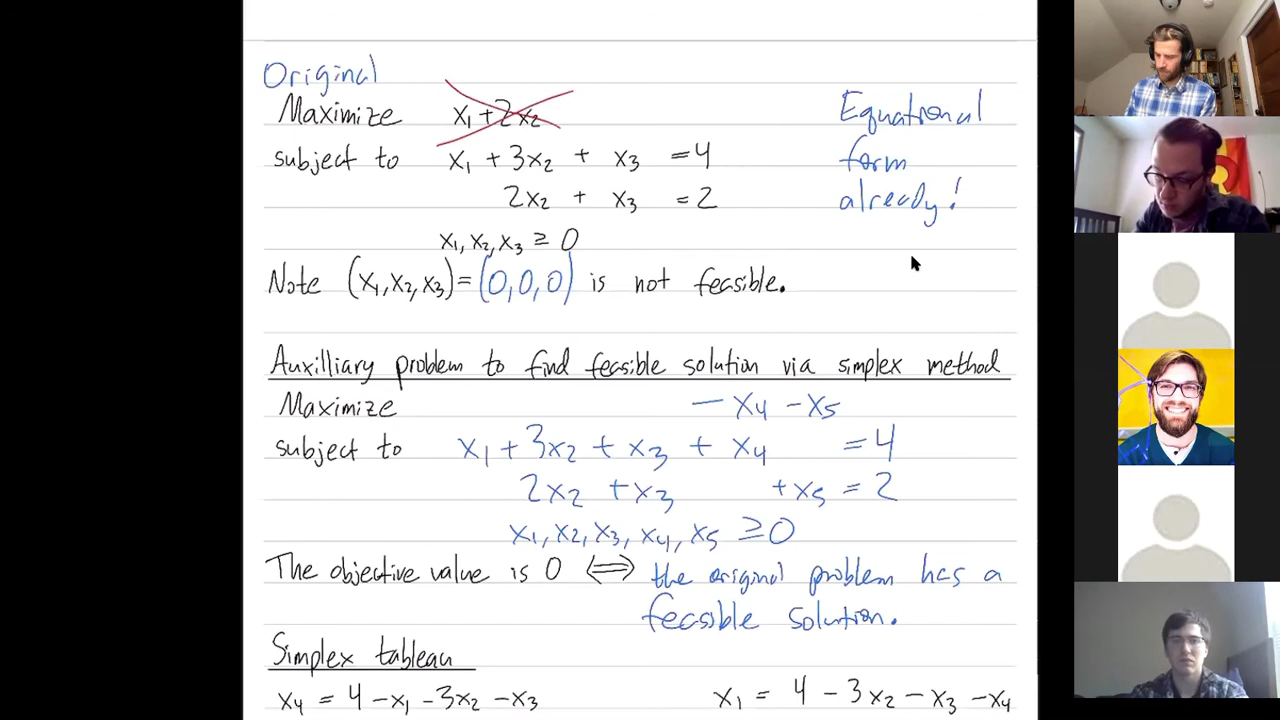 Original
Maximize x₁ + 2x₂
subject to x₁ + 3x₂ + x₃ = 4
2x₂ + x₃ = 2
x₁, x₂, x₃ ≥ 0
Equational
form
already!
Note (x₁, x₂, x₃) = (0, 0, 0) is not feasible.
Auxilliary problem to find feasible solution via simplex method
Maximize − x₄ − x₅
subject to x₁ + 3x₂ + x₃ + x₄ = 4
2x₂ + x₃ + x₅ = 2
x₁, x₂, x₃, x₄, x₅ ≥ 0
The objective value is 0 ⟺ the original problem has a
feasible solution.
Simplex tableau
x₄ = 4 − x₁ − 3x₂ − x₃ x₁ = 4 − 3x₂ − x₃ − x₄